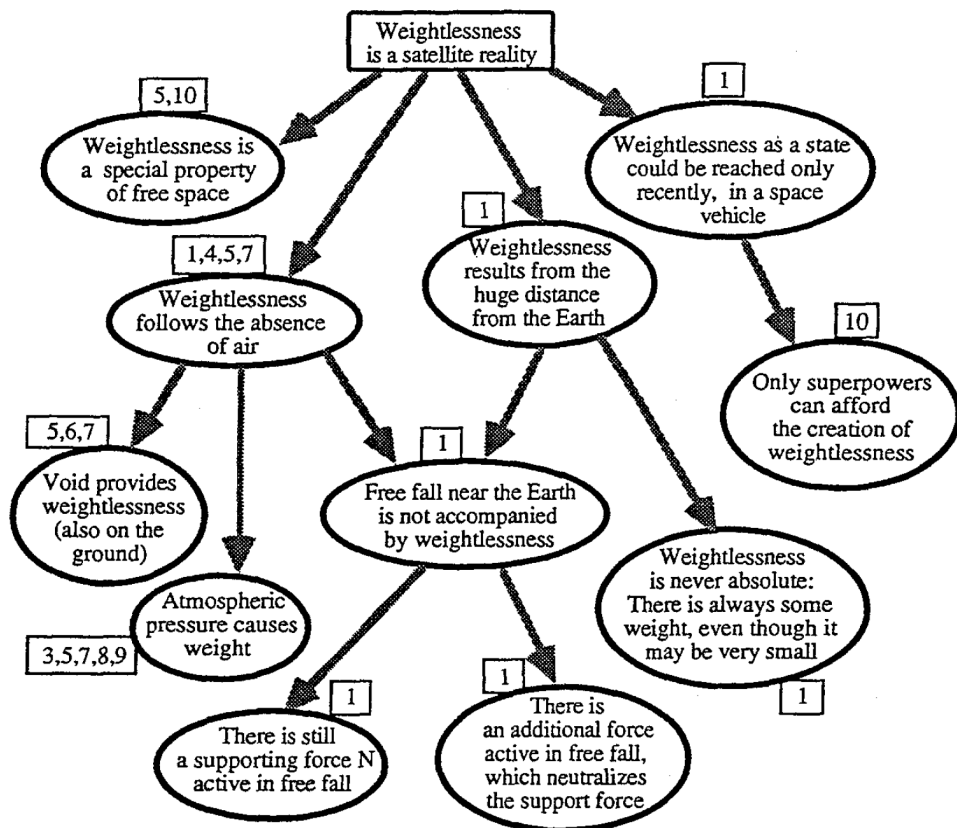 Weightlessness
is a satellite reality
5,10
Weightlessness is
a special property
of free space
1
Weightlessness as a state
could be reached only
recently, in a space
vehicle
1,4,5,7
Weightlessness
follows the absence
of air
1
Weightlessness
results from the
huge distance
from the Earth
10
Only superpowers
can afford
the creation of
weightlessness
5,6,7
Void provides
weightlessness
(also on the
ground)
1
Free fall near the Earth
is not accompanied
by weightlessness
Weightlessness
is never absolute:
There is always some
weight, even though it
may be very small
1
Atmospheric
pressure causes
weight
3,5,7,8,9
1
There is still
a supporting force N
active in free fall
1
There is
an additional force
active in free fall,
which neutralizes
the support force